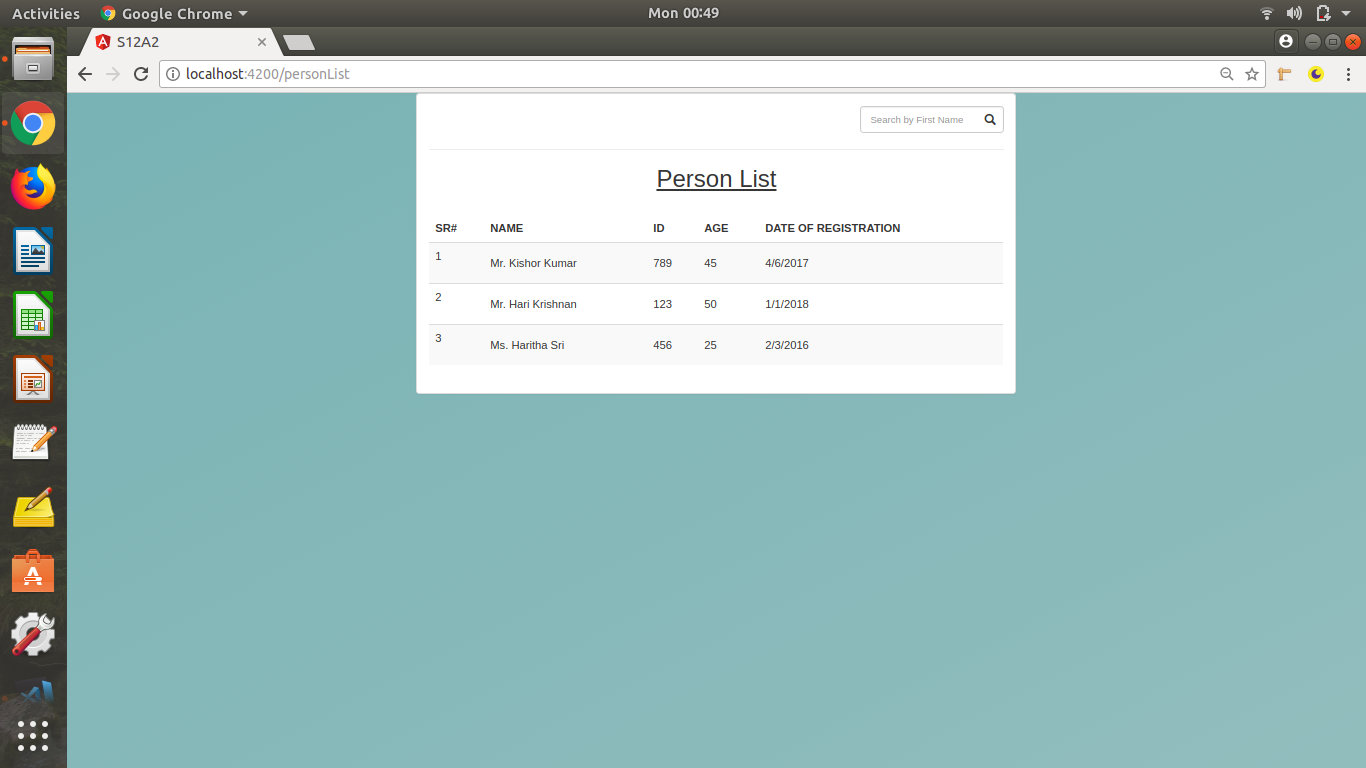 Activities Google Chrome Mon 00:49
S12A2
localhost:4200/personList
Search by First Name
Person List
SR# NAME ID AGE DATE OF REGISTRATION
1 Mr. Kishor Kumar 789 45 4/6/2017
2 Mr. Hari Krishnan 123 50 1/1/2018
3 Ms. Haritha Sri 456 25 2/3/2016